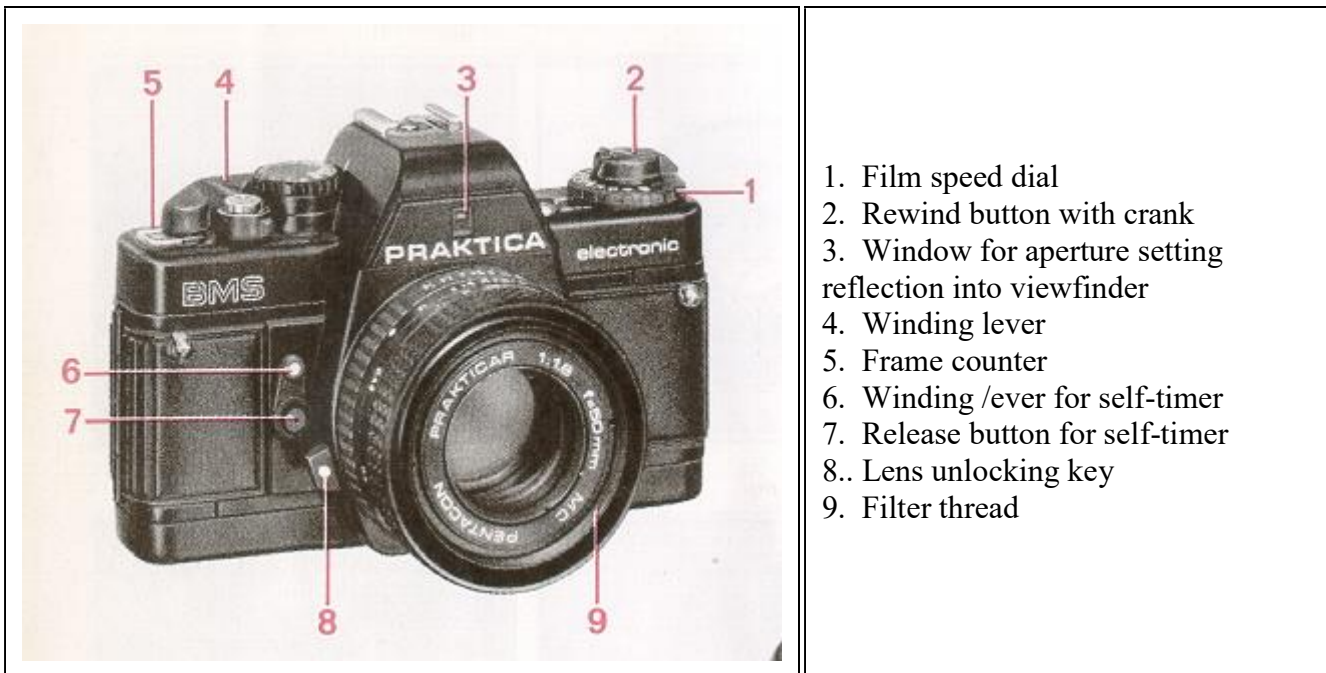 5 4 3 2
1
PRAKTICA electronic
BMS
PRAKTICAR 1:1.8 f=50mm MC PENTACON
6
7
8 9
1. Film speed dial
2. Rewind button with crank
3. Window for aperture setting
reflection into viewfinder
4. Winding lever
5. Frame counter
6. Winding /ever for self-timer
7. Release button for self-timer
8.. Lens unlocking key
9. Filter thread